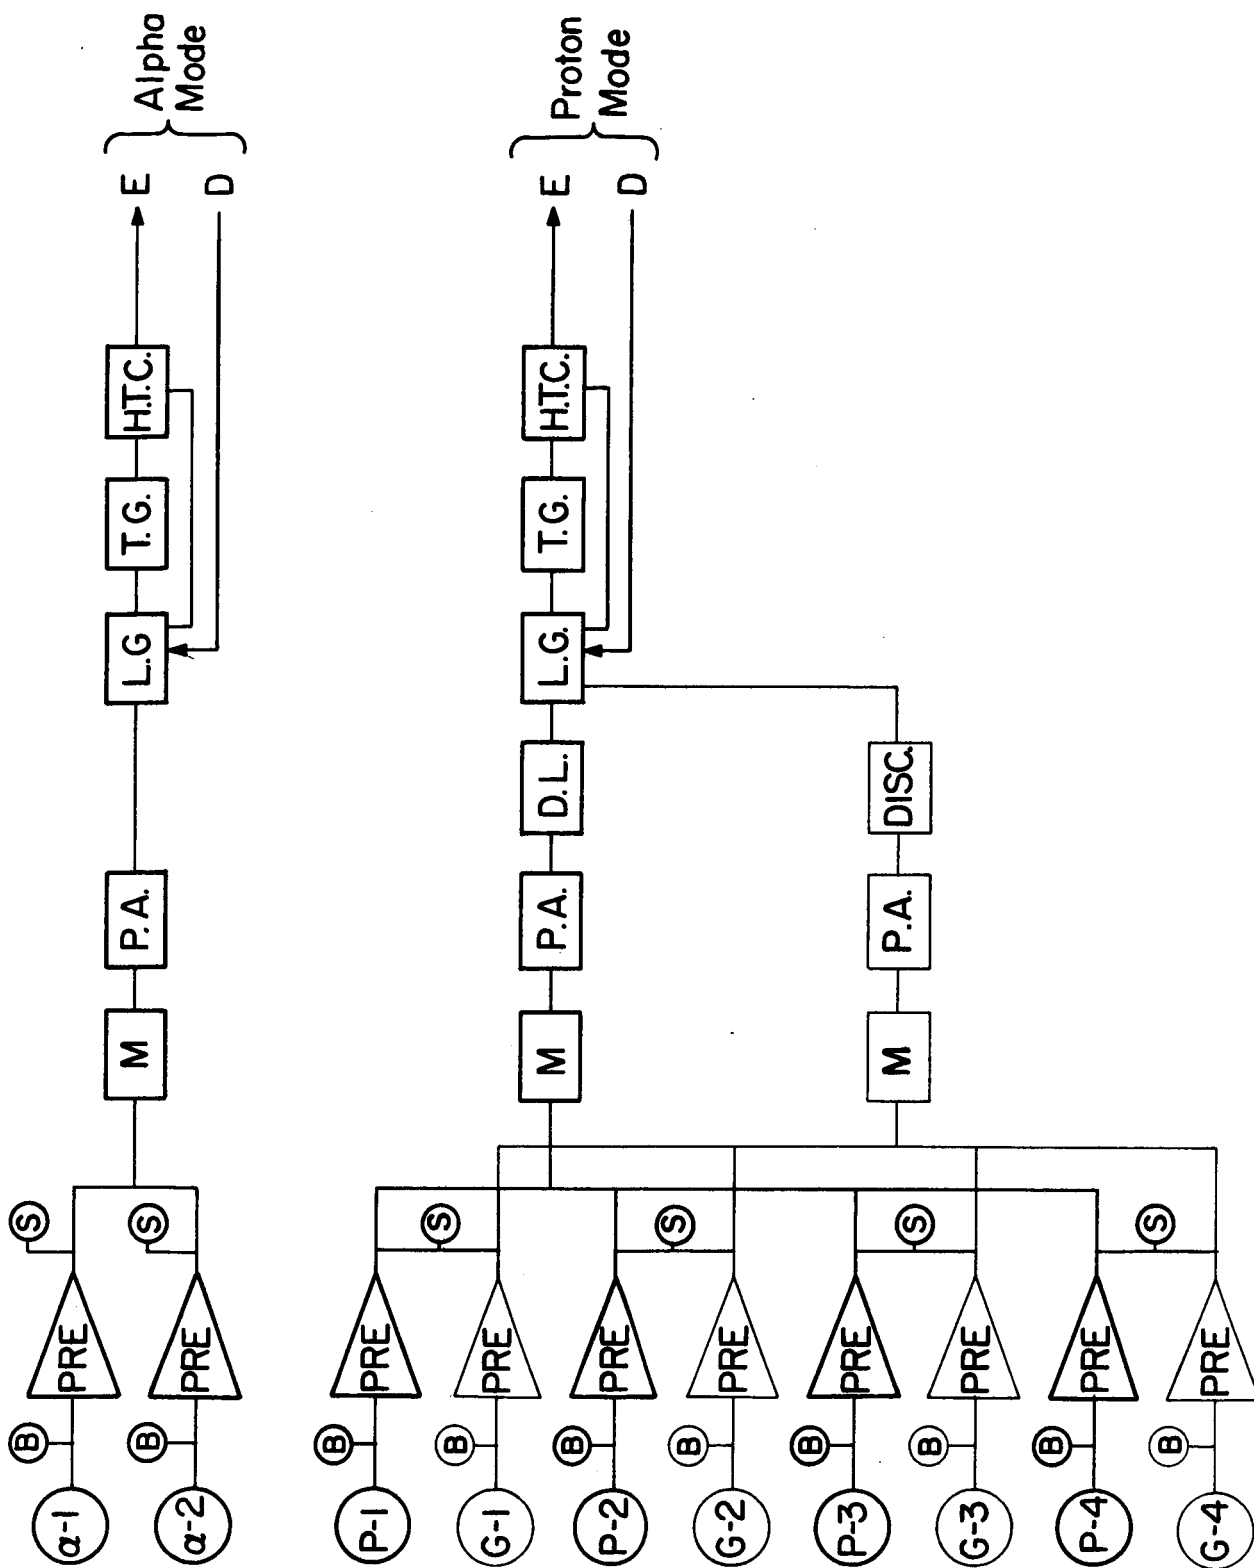 α-1
B
PRE
S
α-2
B
PRE
S
M
P.A.
L.G
T.G.
H.T.C.
E
D
Alpha
Mode
P-1
B
PRE
S
G-1
B
PRE
P-2
B
PRE
S
G-2
B
PRE
P-3
B
PRE
S
G-3
B
PRE
P-4
B
PRE
S
G-4
B
PRE
M
P.A.
D.L.
L.G.
T.G.
H.T.C.
E
D
Proton
Mode
M
P.A.
DISC.